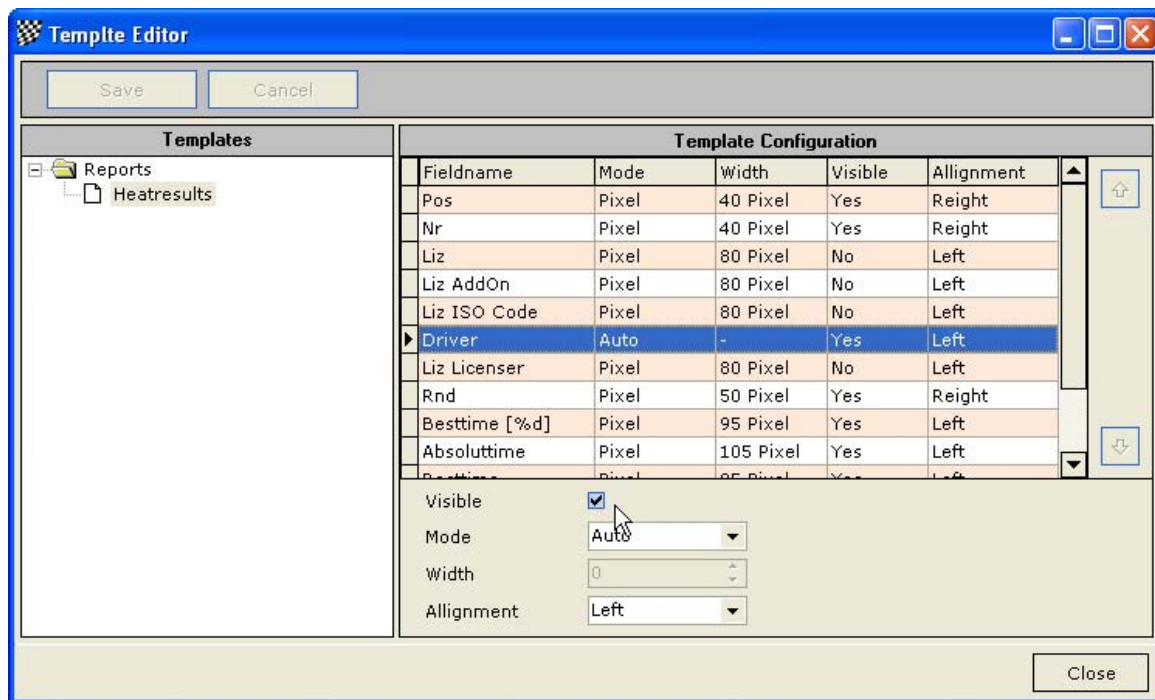 Templte Editor
Save Cancel
Templates
Reports
Heatresults
Template Configuration
Fieldname Mode Width Visible Allignment
Pos Pixel 40 Pixel Yes Reight
Nr Pixel 40 Pixel Yes Reight
Liz Pixel 80 Pixel No Left
Liz AddOn Pixel 80 Pixel No Left
Liz ISO Code Pixel 80 Pixel No Left
Driver Auto - Yes Left
Liz Licenser Pixel 80 Pixel No Left
Rnd Pixel 50 Pixel Yes Reight
Besttime [%d] Pixel 95 Pixel Yes Left
Absoluttime Pixel 105 Pixel Yes Left
Visible
Mode Auto
Width 0
Allignment Left
Close